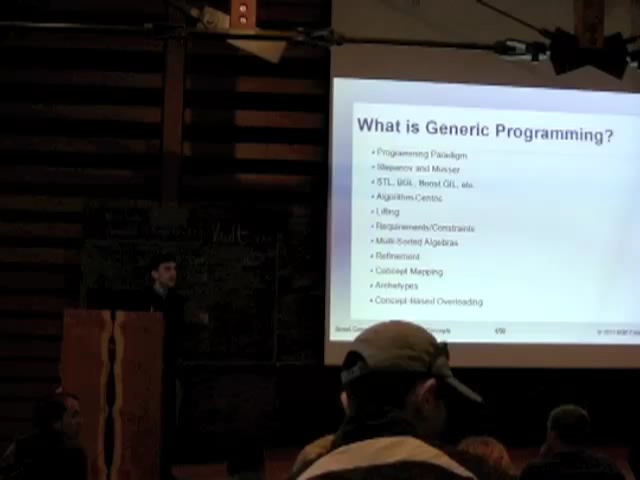 What is Generic Programming?
• Programming Paradigm
• Stepanov and Musser
• STL, BGL, Boost.GIL, etc.
• Algorithm-Centric
• Lifting
• Requirements/Constraints
• Multi-Sorted Algebras
• Refinement
• Concept Mapping
• Archetypes
• Concept-Based Overloading
Concepts